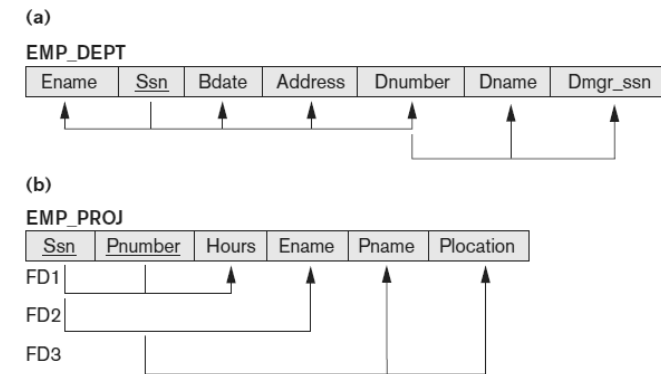 (a)
EMP_DEPT
Ename Ssn Bdate Address Dnumber Dname Dmgr_ssn
(b)
EMP_PROJ
Ssn Pnumber Hours Ename Pname Plocation
FD1
FD2
FD3